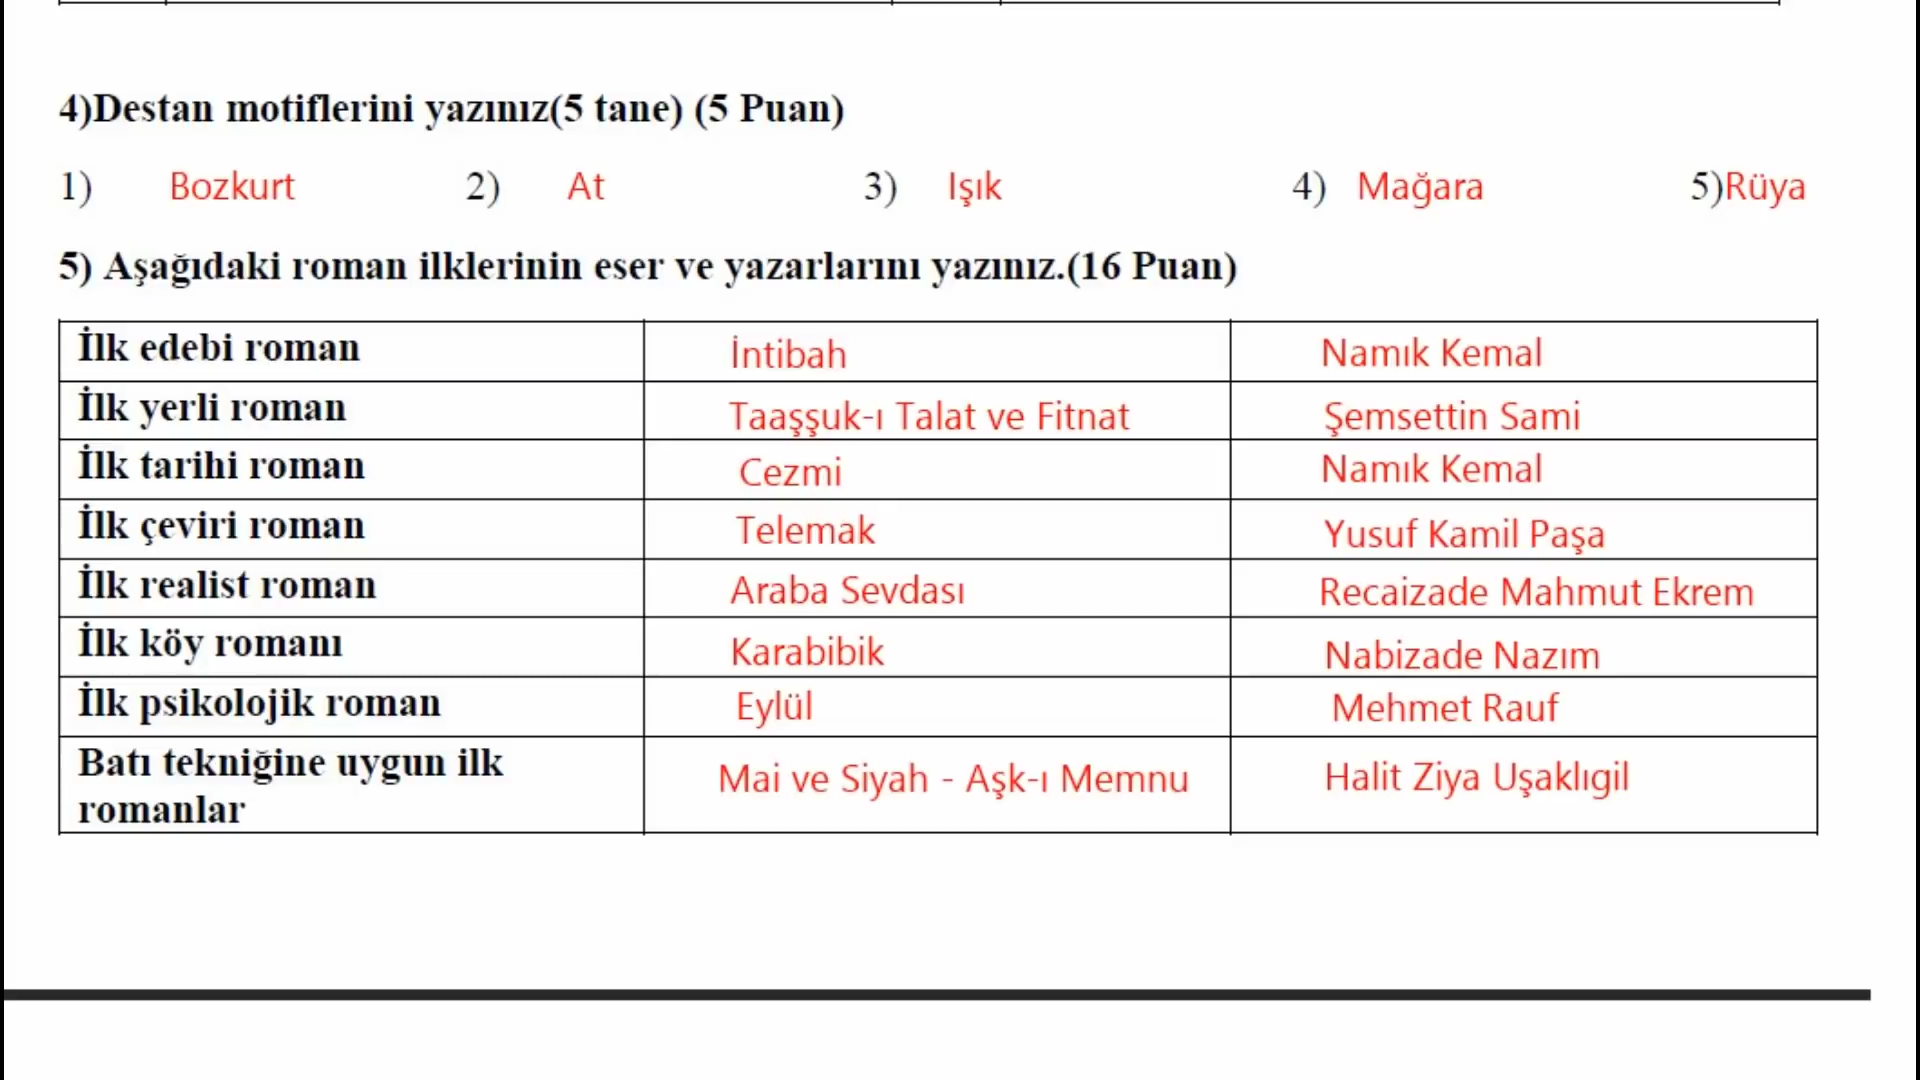 4)Destan motiflerini yazınız(5 tane) (5 Puan)
1) Bozkurt 2) At 3) Işık 4) Mağara 5)Rüya
5) Aşağıdaki roman ilklerinin eser ve yazarlarını yazınız.(16 Puan)
İlk edebi roman İntibah Namık Kemal
İlk yerli roman Taaşşuk-ı Talat ve Fitnat Şemsettin Sami
İlk tarihi roman Cezmi Namık Kemal
İlk çeviri roman Telemak Yusuf Kamil Paşa
İlk realist roman Araba Sevdası Recaizade Mahmut Ekrem
İlk köy romanı Karabibik Nabizade Nazım
İlk psikolojik roman Eylül Mehmet Rauf
Batı tekniğine uygun ilk Mai ve Siyah - Aşk-ı Memnu Halit Ziya Uşaklıgil
romanlar